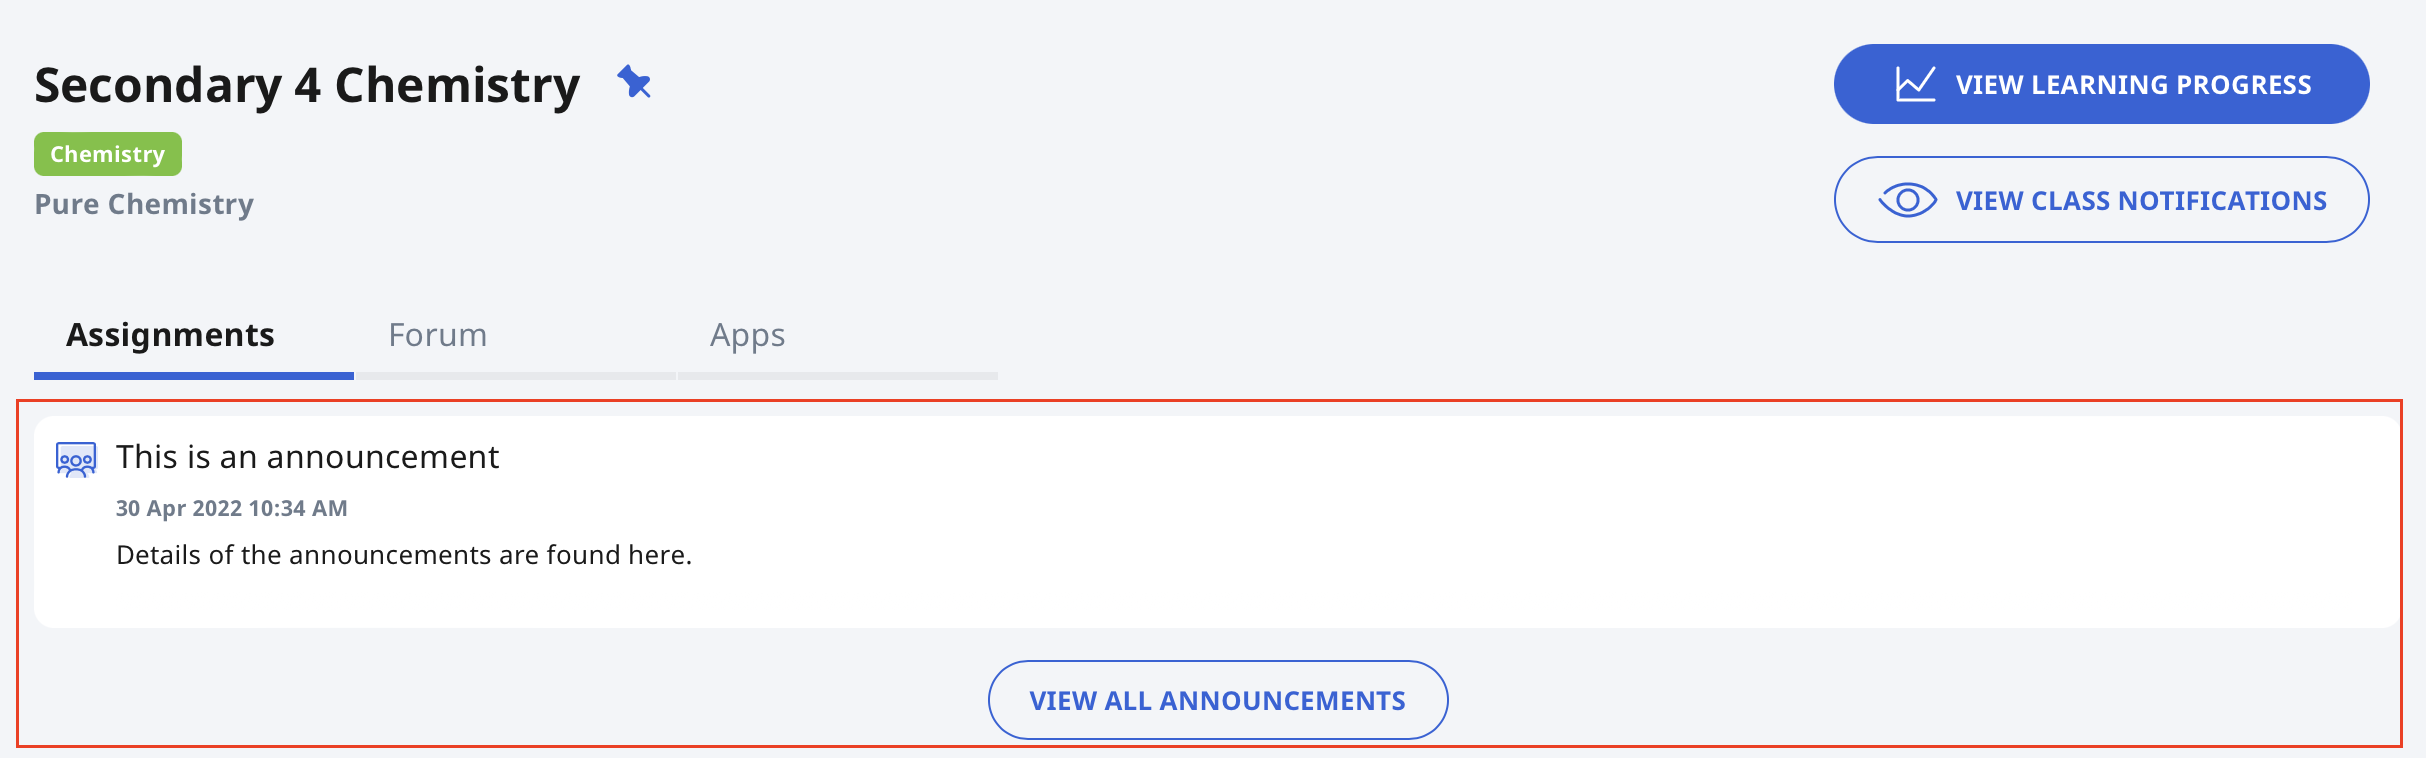 Secondary 4 Chemistry
Chemistry
Pure Chemistry
VIEW LEARNING PROGRESS
VIEW CLASS NOTIFICATIONS
Assignments Forum Apps
This is an announcement
30 Apr 2022 10:34 AM
Details of the announcements are found here.
VIEW ALL ANNOUNCEMENTS